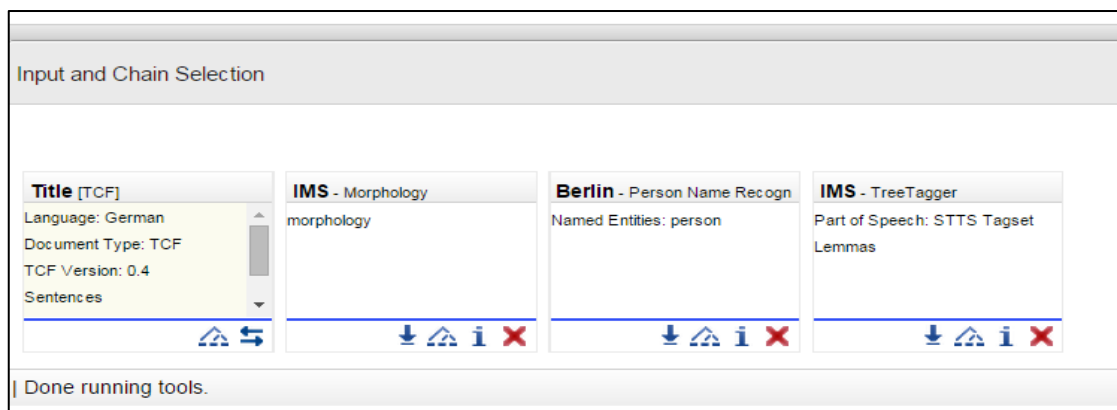 Input and Chain Selection
Title [TCF]
Language: German
Document Type: TCF
TCF Version: 0.4
Sentences
IMS - Morphology
morphology
Berlin - Person Name Recogn
Named Entities: person
IMS - TreeTagger
Part of Speech: STTS Tagset
Lemmas
| Done running tools.